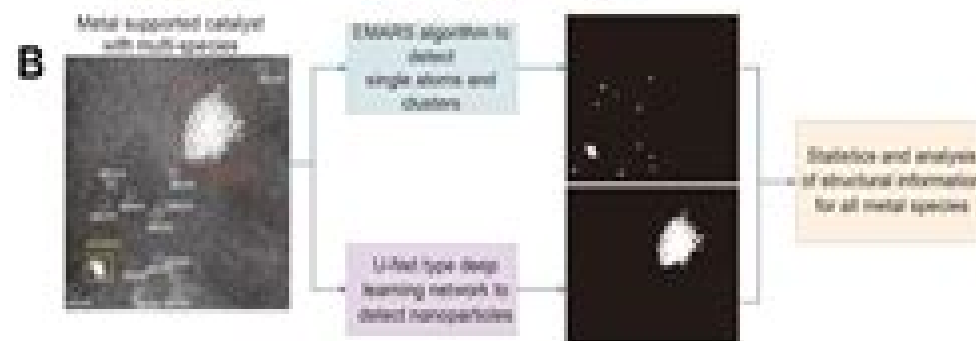 Metal supported catalyst
with multi-species
B
EMARS algorithm to
detect
single atoms and
clusters
U-Net type deep
learning network to
detect nanoparticles
Statistics and analysis
of structural information
for all metal species